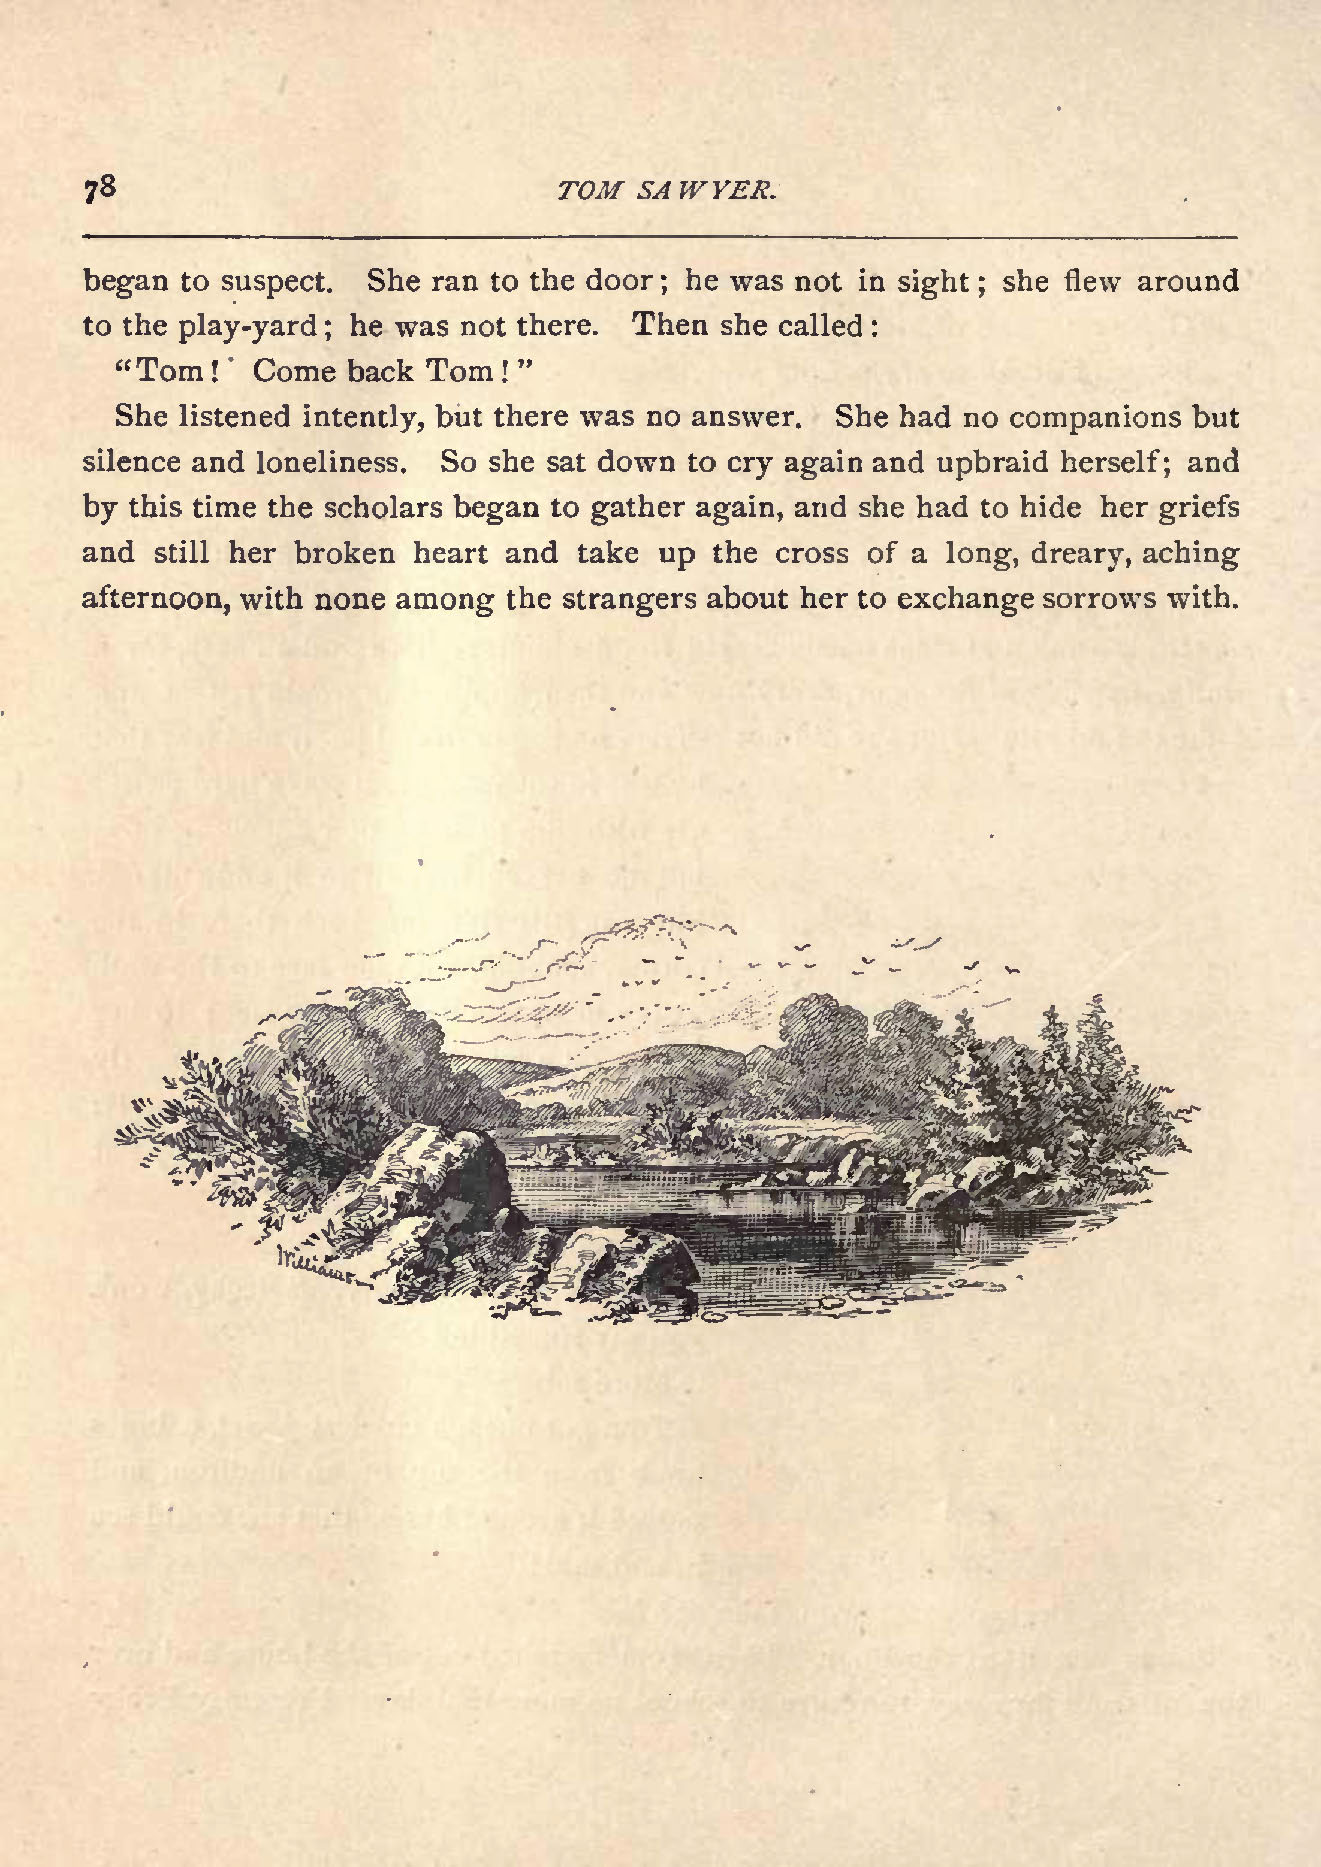 78 TOM SAWYER.
began to suspect. She ran to the door; he was not in sight; she flew around
to the play-yard; he was not there. Then she called:
"Tom! Come back Tom!"
She listened intently, but there was no answer. She had no companions but
silence and loneliness. So she sat down to cry again and upbraid herself; and
by this time the scholars began to gather again, and she had to hide her griefs
and still her broken heart and take up the cross of a long, dreary, aching
afternoon, with none among the strangers about her to exchange sorrows with.
Williams